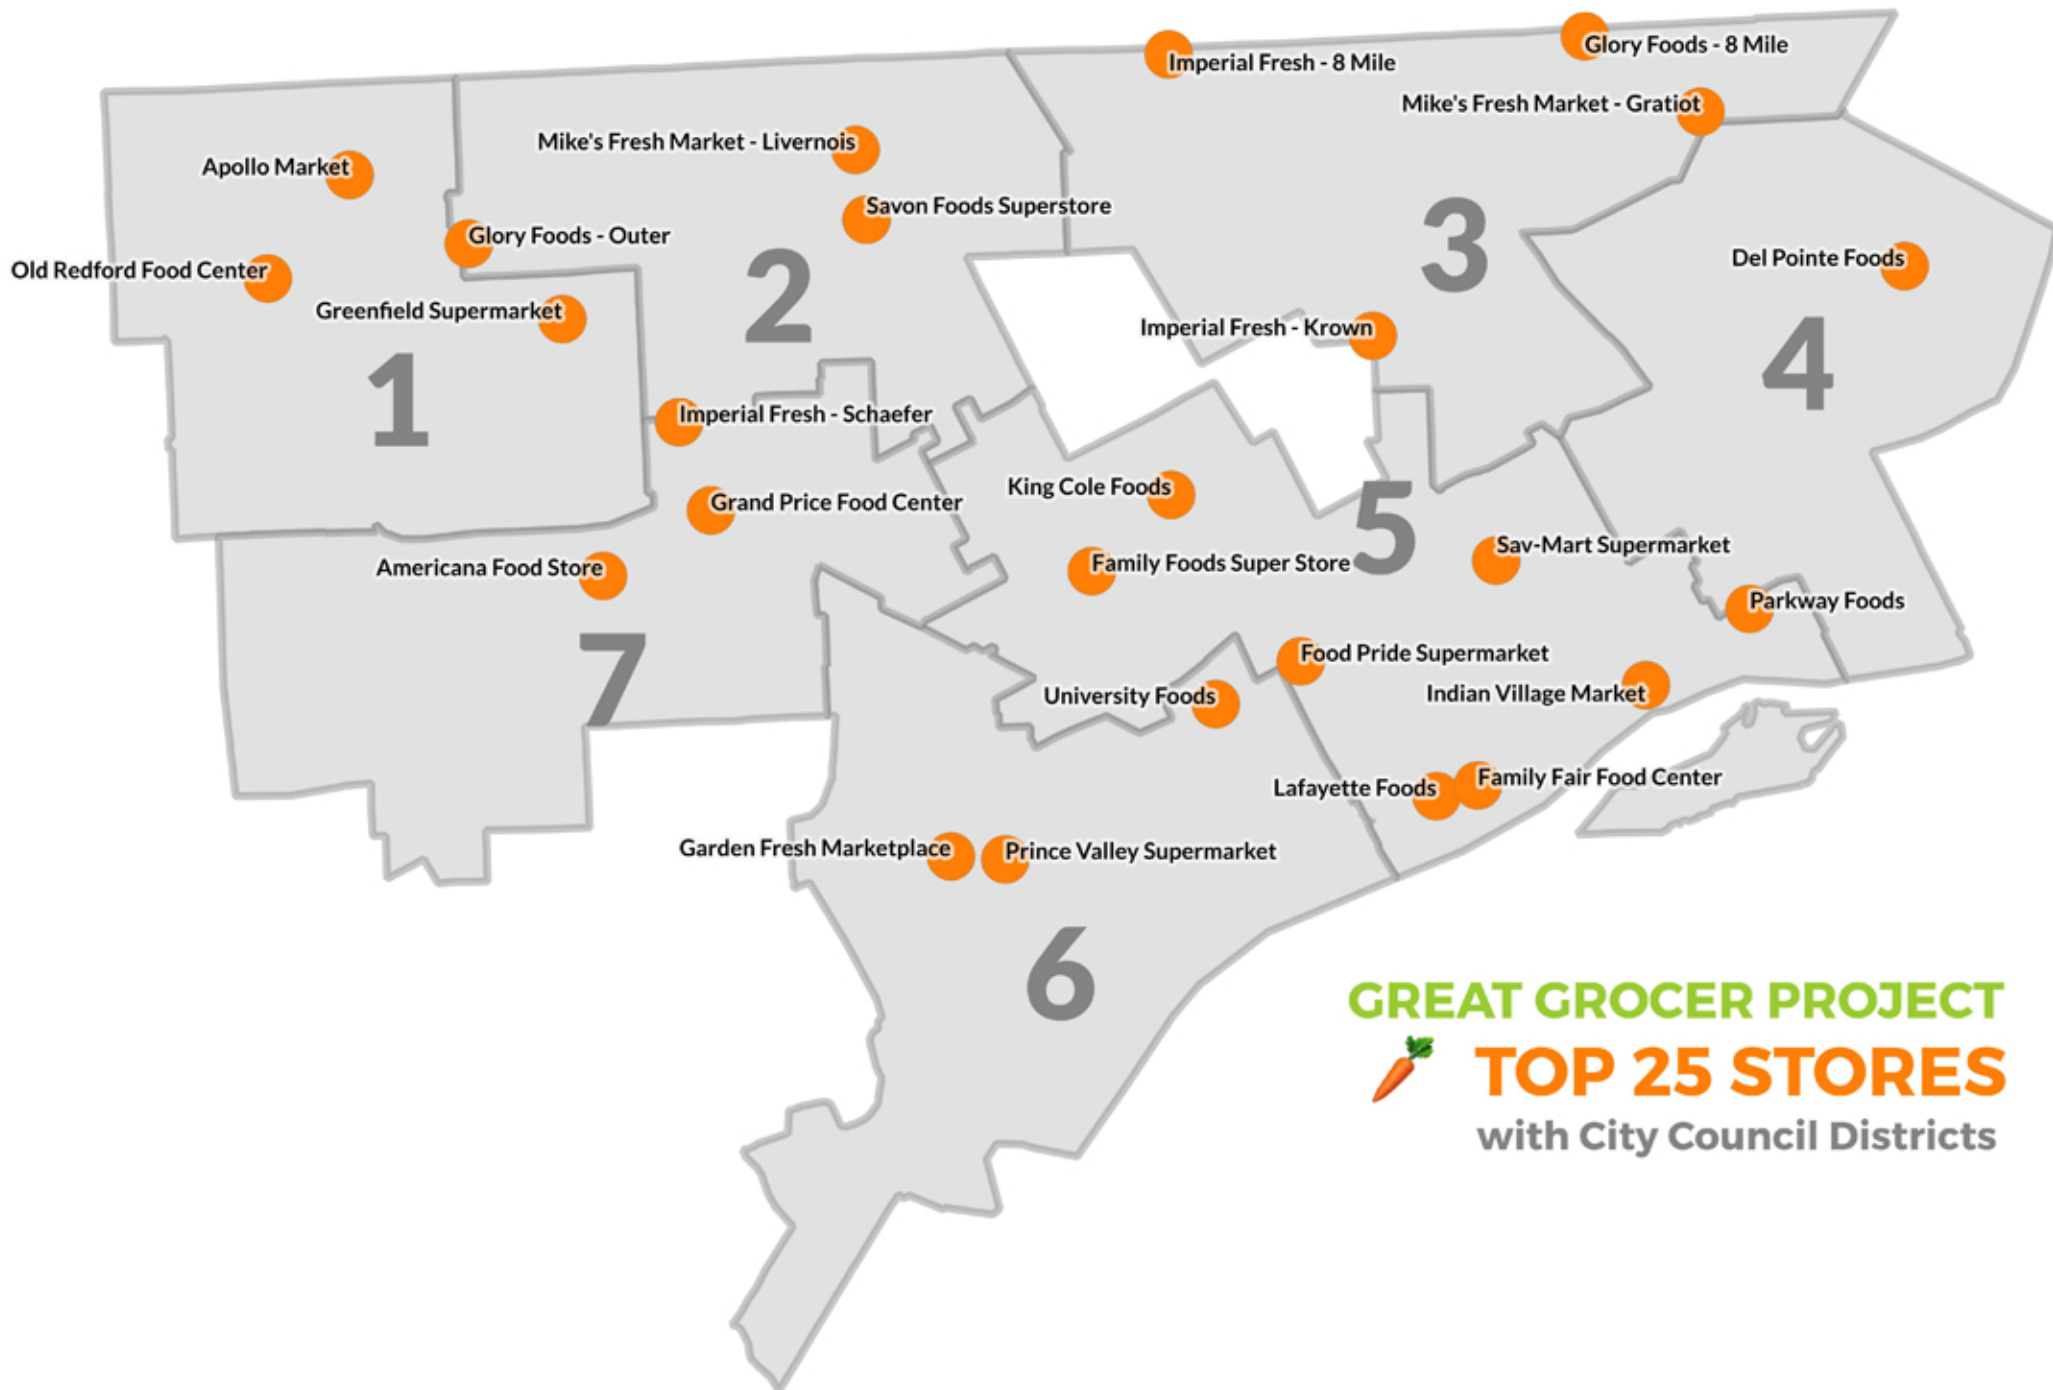 Glory Foods - 8 Mile
Imperial Fresh - 8 Mile
Mike's Fresh Market - Gratiot
Mike's Fresh Market - Livernois
Apollo Market
Savon Foods Superstore
Glory Foods - Outer
3
Del Pointe Foods
Old Redford Food Center
2
Greenfield Supermarket
Imperial Fresh - Krown
4
1
Imperial Fresh - Schaefer
King Cole Foods
Grand Price Food Center
5
Sav-Mart Supermarket
Americana Food Store
Family Foods Super Store
Parkway Foods
7
Food Pride Supermarket
University Foods
Indian Village Market
Family Fair Food Center
Lafayette Foods
Garden Fresh Marketplace
Prince Valley Supermarket
6
GREAT GROCER PROJECT
TOP 25 STORES
with City Council Districts